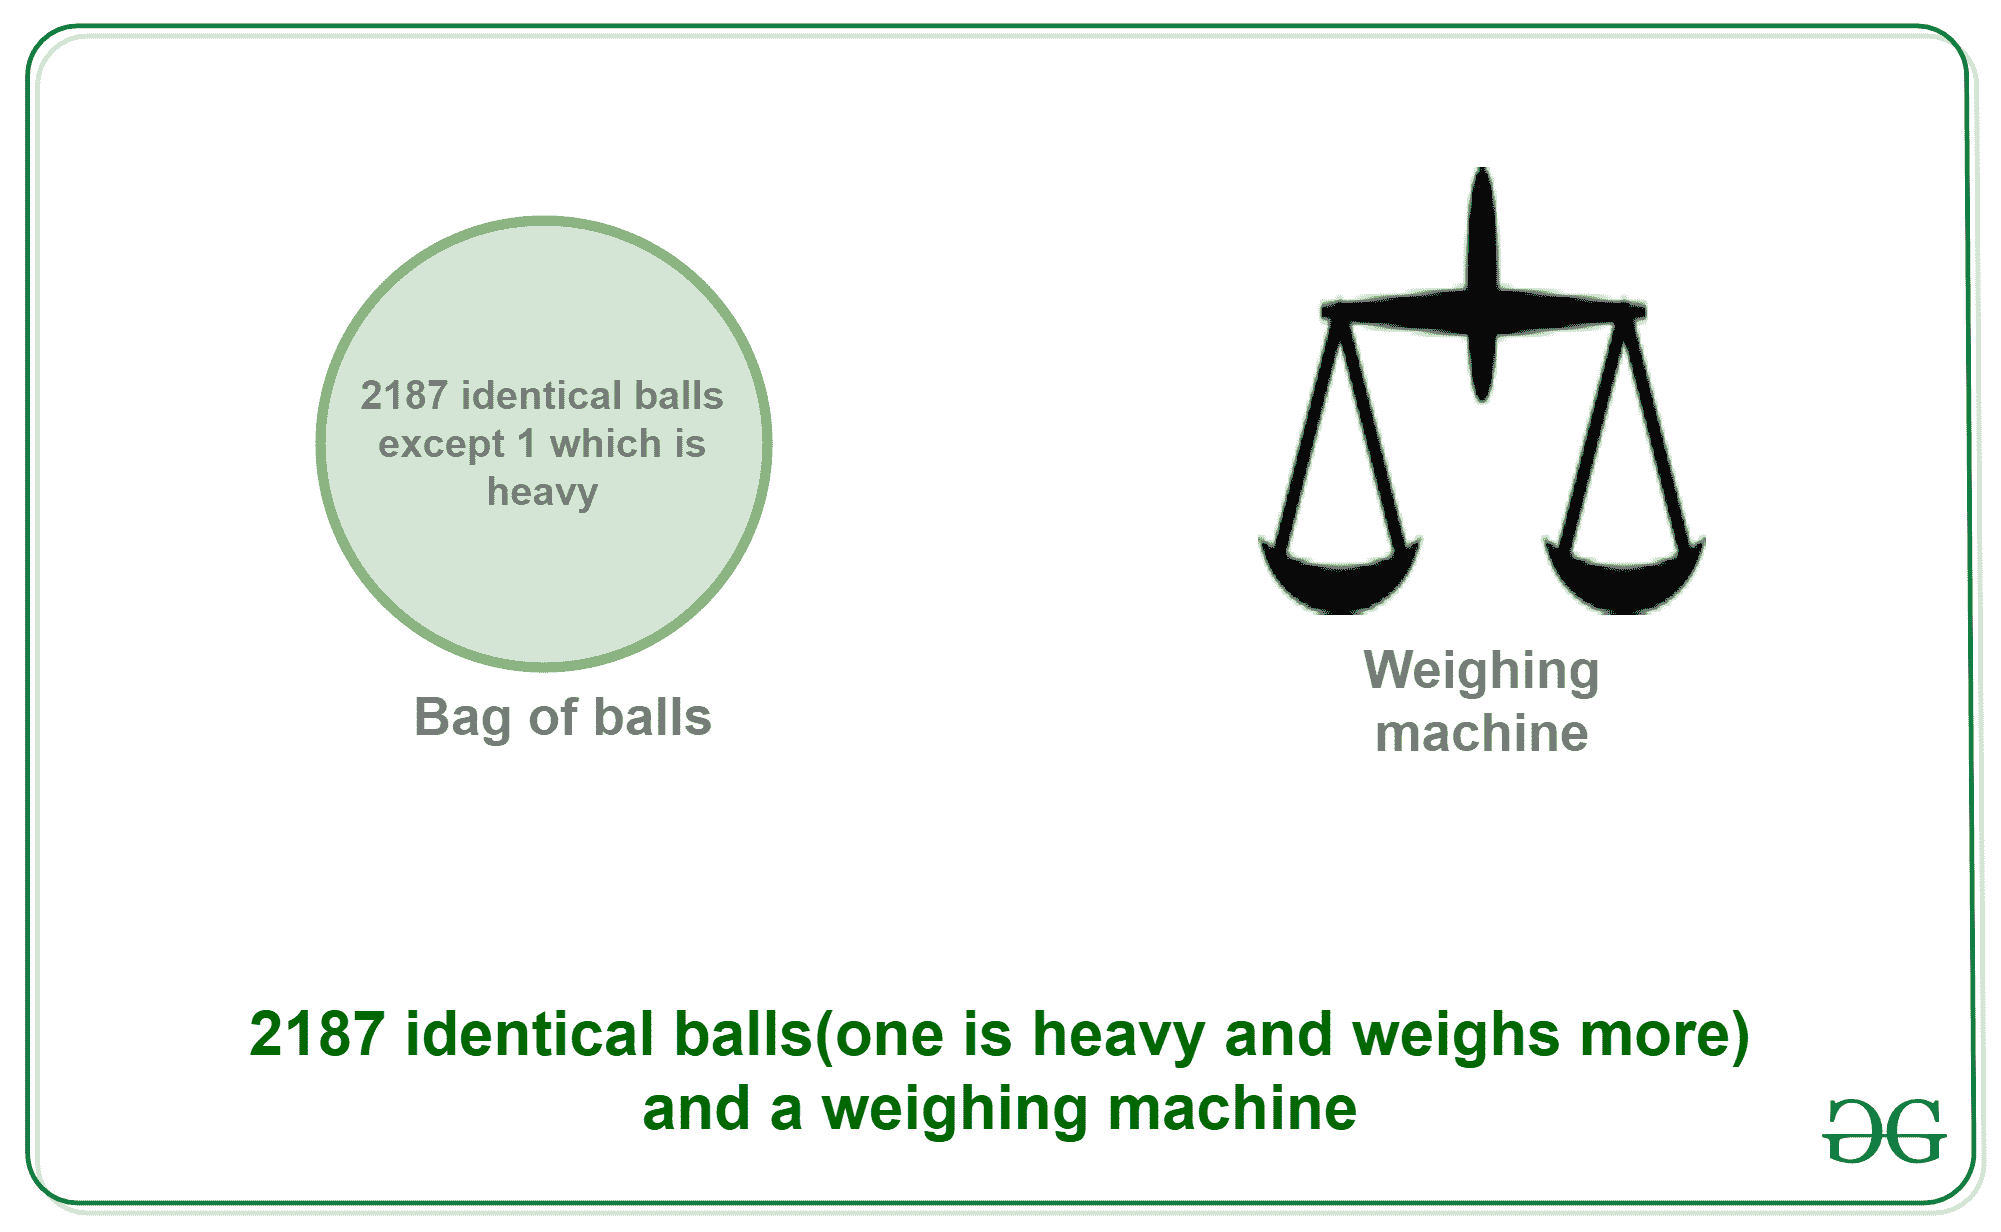 2187 identical balls
except 1 which is
heavy
Bag of balls
Weighing
machine
2187 identical balls(one is heavy and weighs more)
and a weighing machine